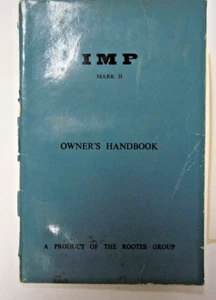 IMP
MARK II
OWNER'S HANDBOOK
A PRODUCT OF THE ROOTES GROUP